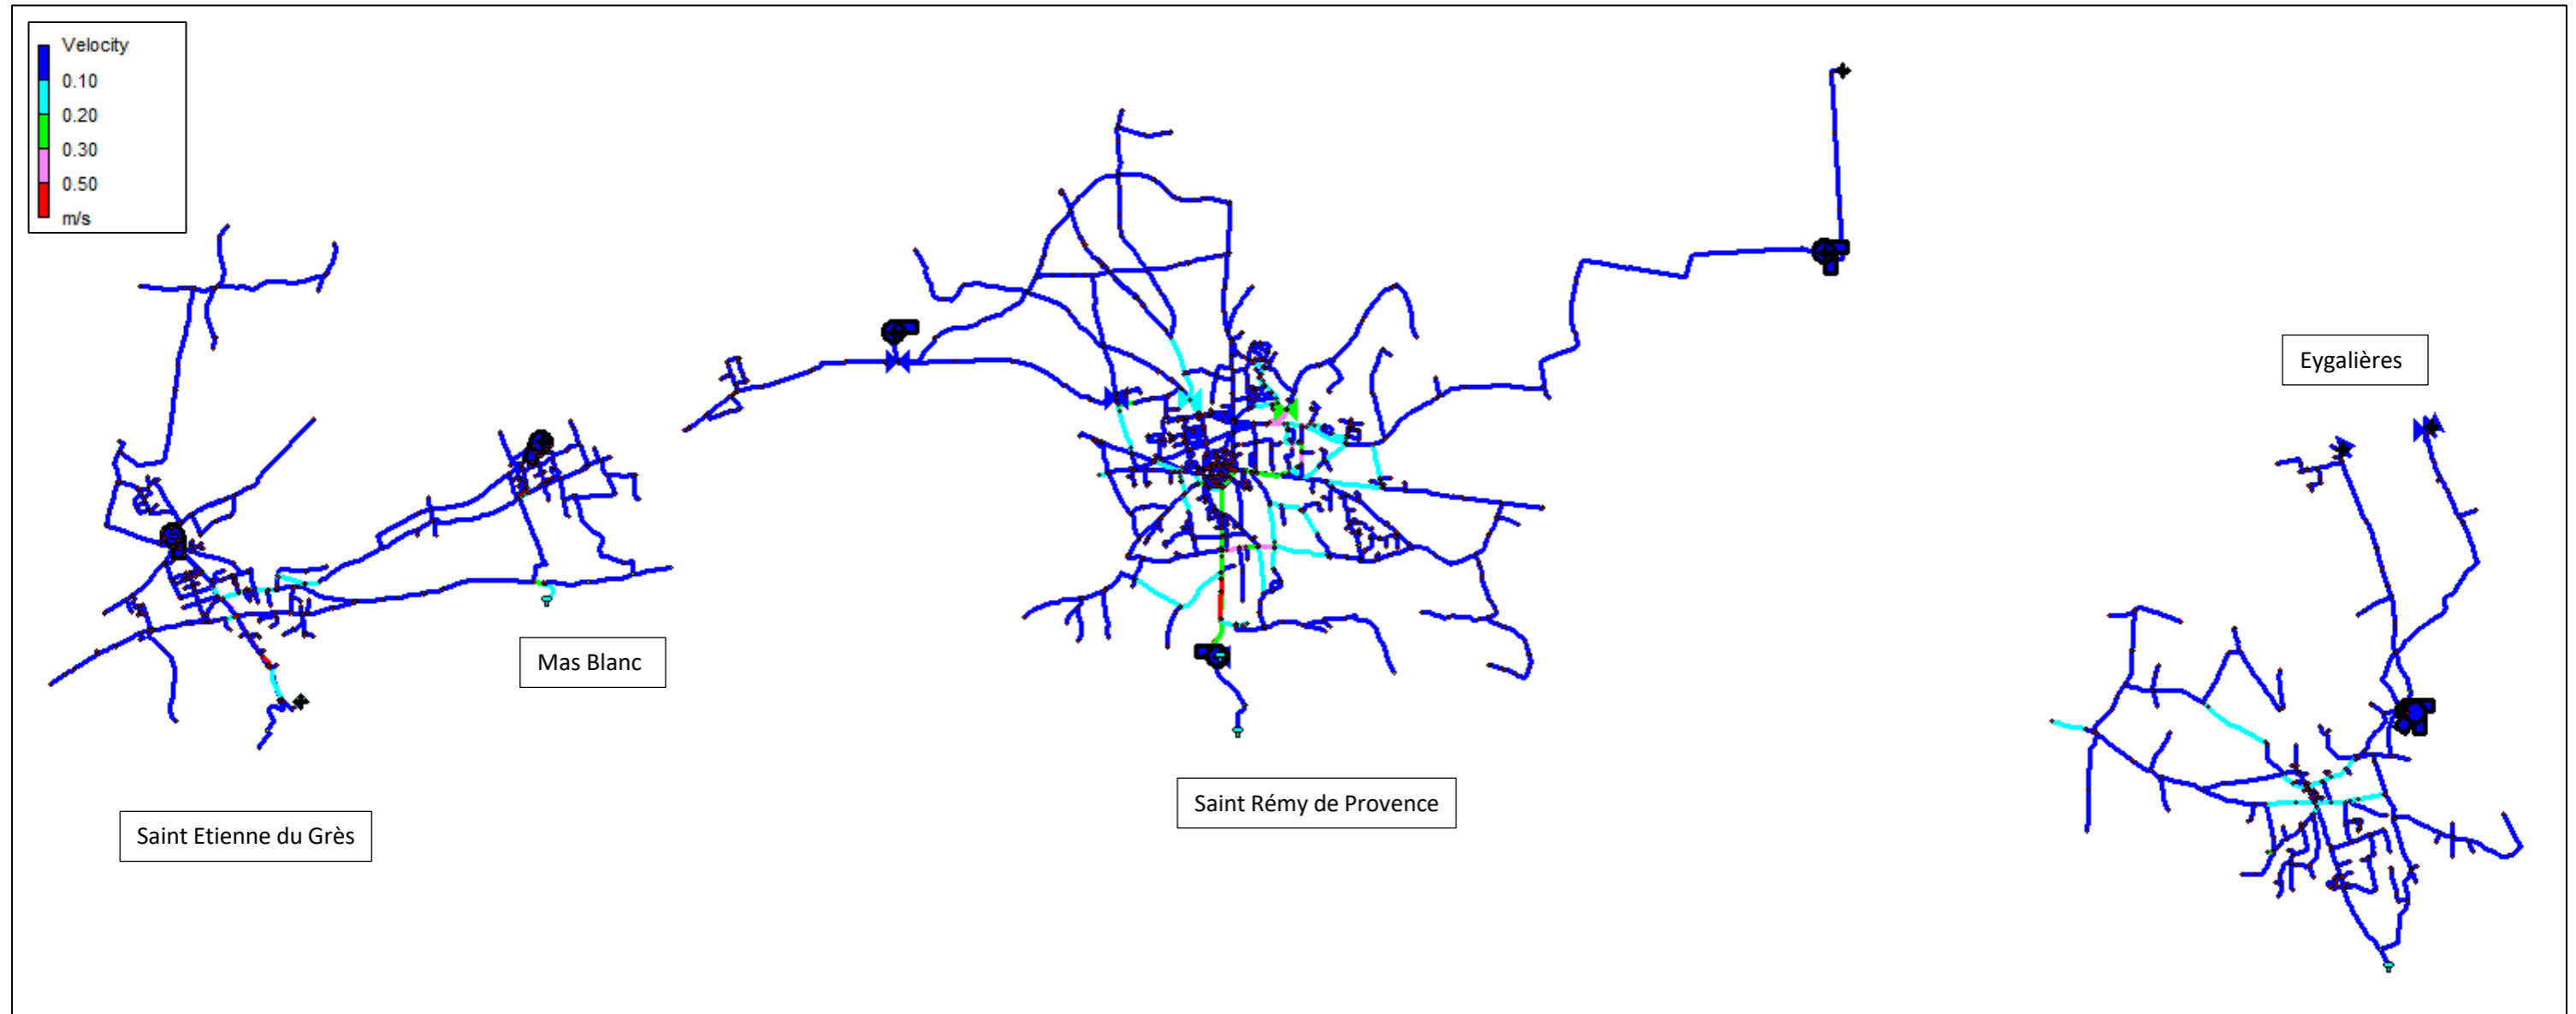 Velocity
0.10
0.20
0.30
0.50
m/s
Eygalières
Mas Blanc
Saint Rémy de Provence
Saint Etienne du Grès